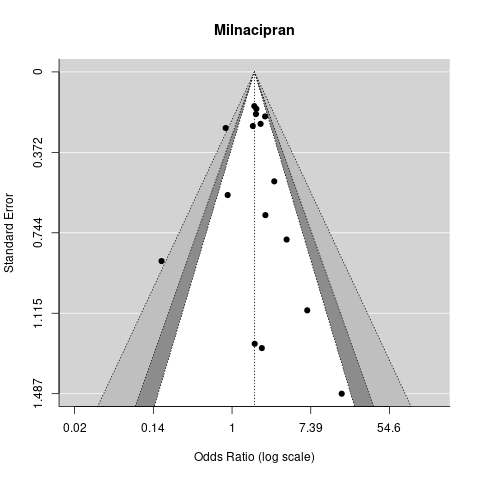 Milnacipran
Standard Error
0
0.372
0.744
1.115
1.487
0.02 0.14 1 7.39 54.6
Odds Ratio (log scale)